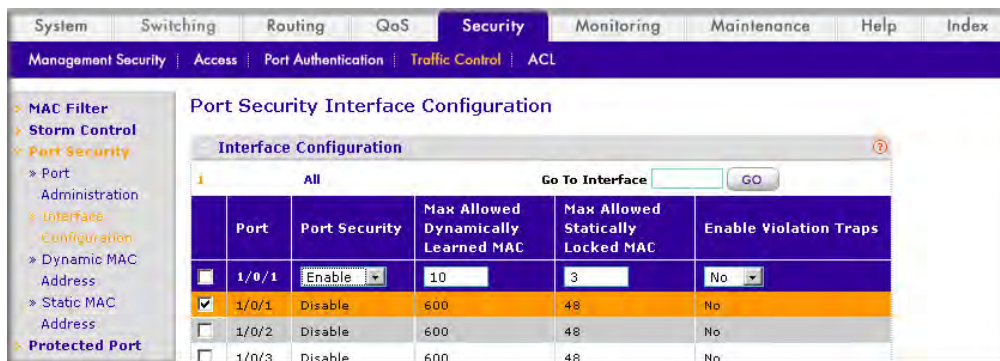 System Switching Routing QoS Security Monitoring Maintenance Help Index
Management Security Access Port Authentication Traffic Control ACL
MAC Filter
Storm Control
Port Security
» Port
Administration
» Interface
Configuration
» Dynamic MAC
Address
» Static MAC
Address
Protected Port
Port Security Interface Configuration
Interface Configuration ?
1 All Go To Interface GO
Port Port Security Max Allowed Dynamically Learned MAC Max Allowed Statically Locked MAC Enable Violation Traps
1/0/1 Enable 10 3 No
1/0/1 Disable 600 48 No
1/0/2 Disable 600 48 No
1/0/3 Disable 600 48 No